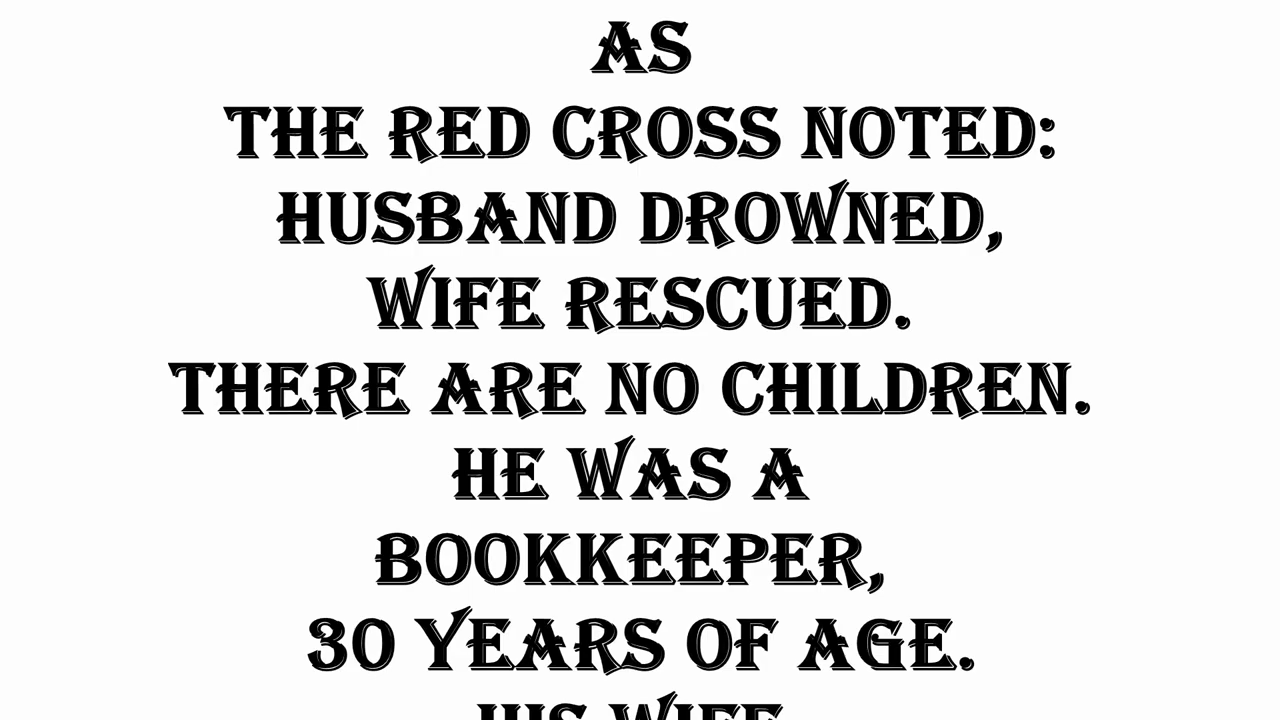 AS
THE RED CROSS NOTED:
HUSBAND DROWNED,
WIFE RESCUED.
THERE ARE NO CHILDREN.
HE WAS A
BOOKKEEPER,
30 YEARS OF AGE.
HIS WIFE